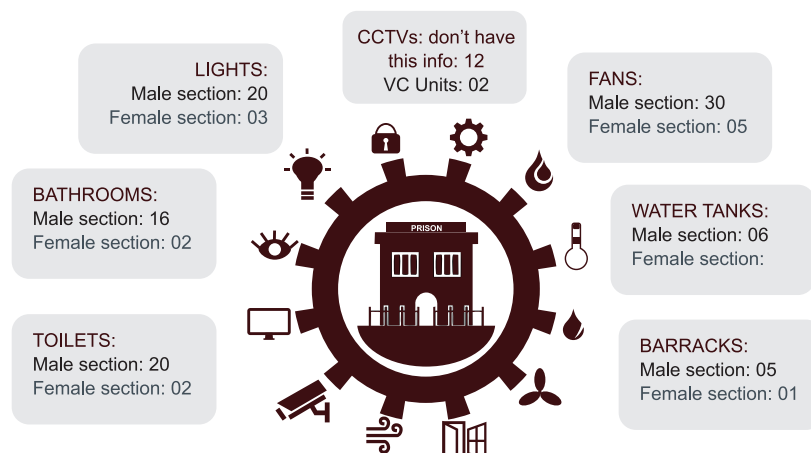 CCTVs: don’t have
this info: 12
VC Units: 02
LIGHTS:
Male section: 20
Female section: 03
FANS:
Male section: 30
Female section: 05
BATHROOMS:
Male section: 16
Female section: 02
WATER TANKS:
Male section: 06
Female section:
PRISON
TOILETS:
Male section: 20
Female section: 02
BARRACKS:
Male section: 05
Female section: 01